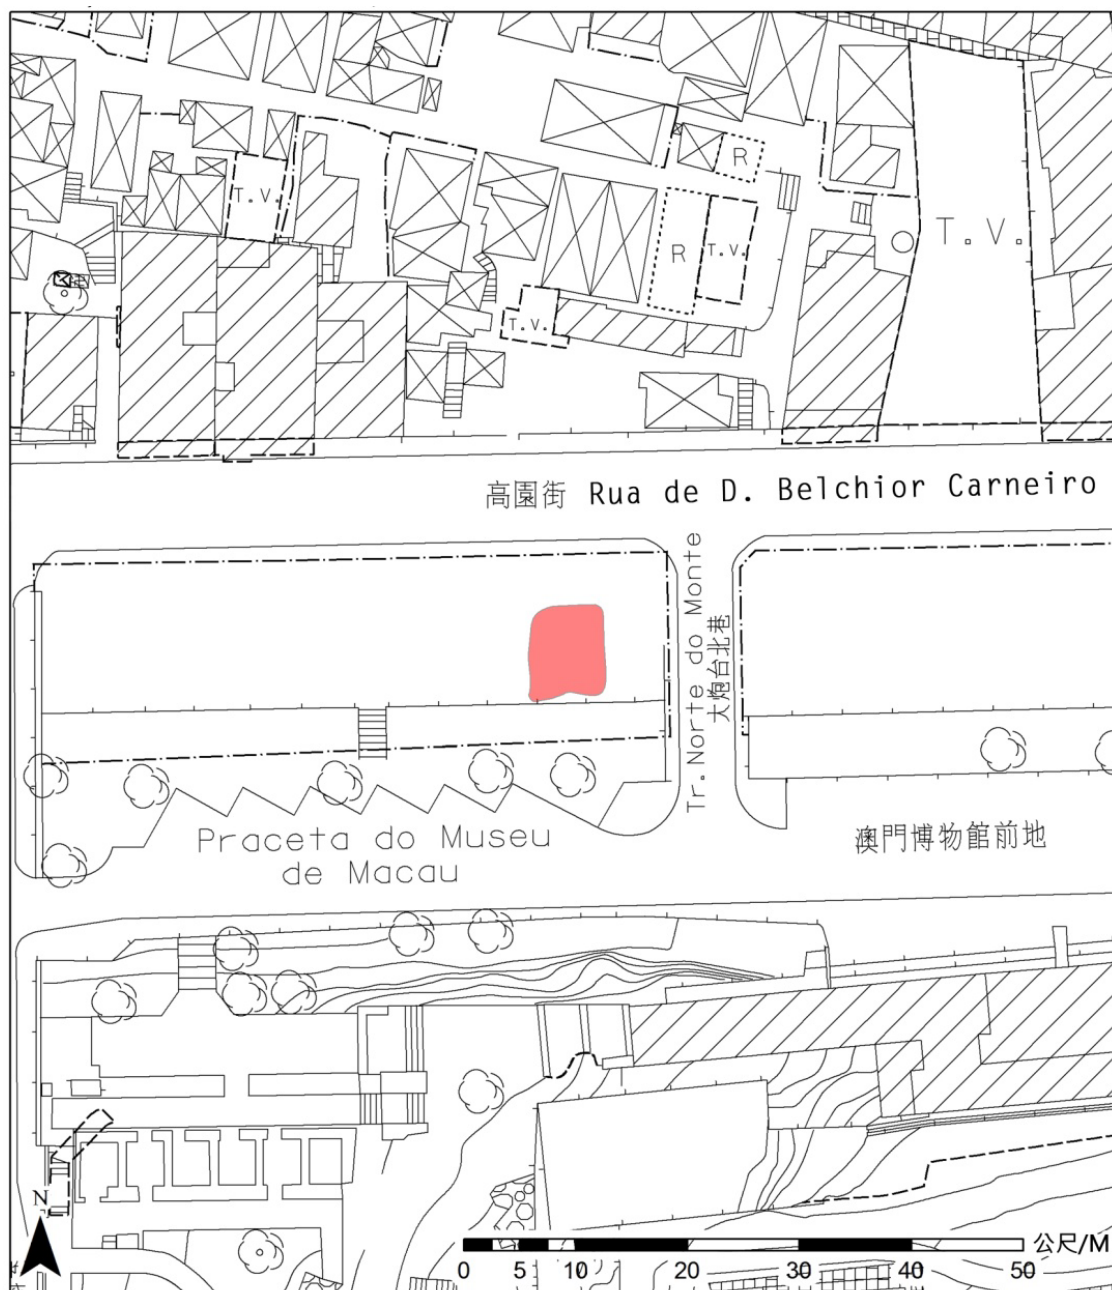 R
T.V.
T.V.
R
T.V.
T.V.
高園街 Rua de D. Belchior Carneiro
Tr. Norte do Monte
大炮台北巷
Praceta do Museu
de Macau
澳門博物館前地
N
公尺/M
0 5 10 20 30 40 50